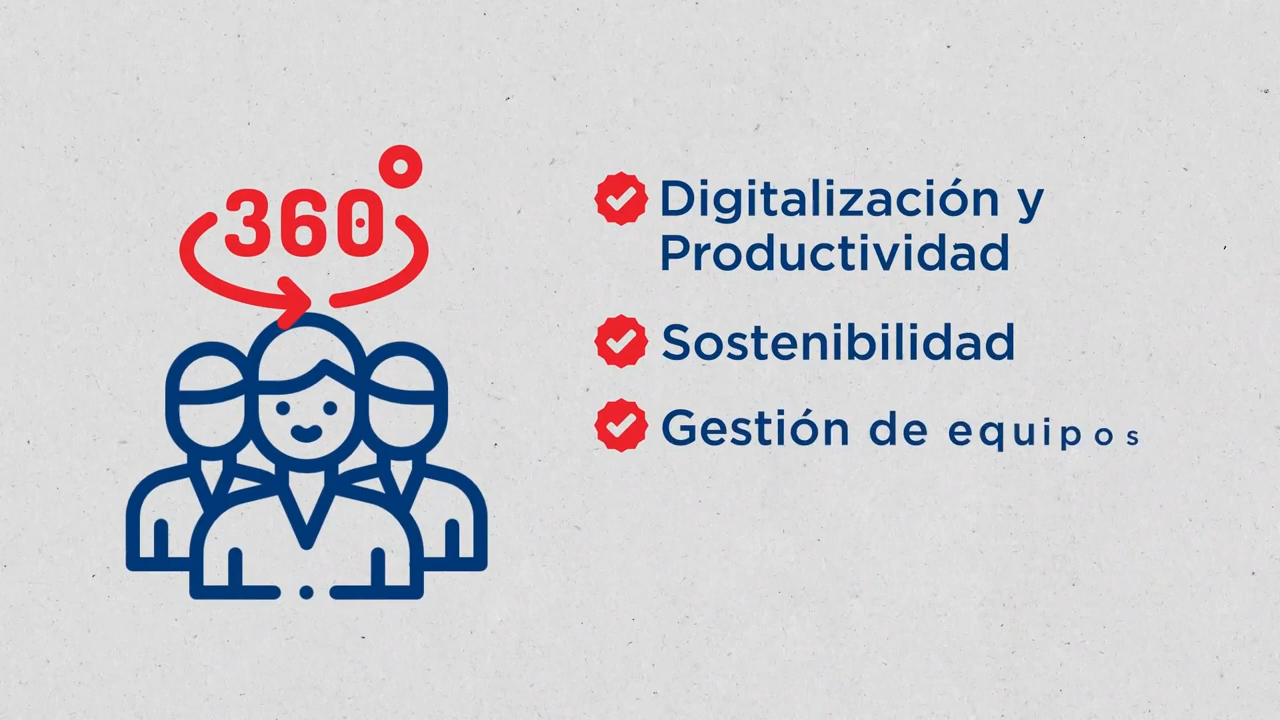 360°
Digitalización y
Productividad
Sostenibilidad
Gestión de equipos